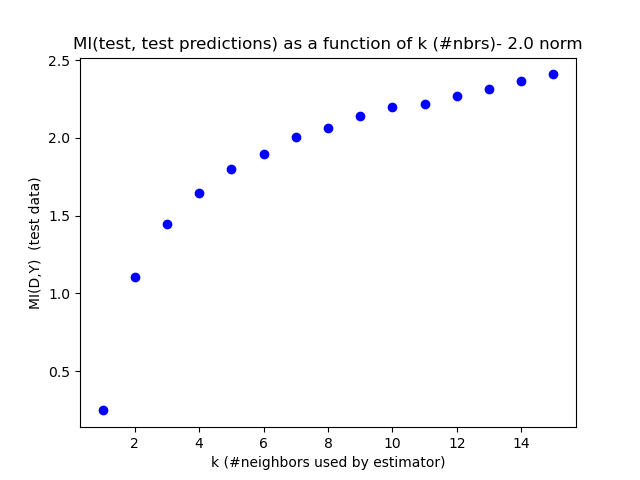 MI(test, test predictions) as a function of k (#nbrs)- 2.0 norm
2.5
2.0
1.5
1.0
0.5
MI(D,Y)  (test data)
2 4 6 8 10 12 14
k (#neighbors used by estimator)